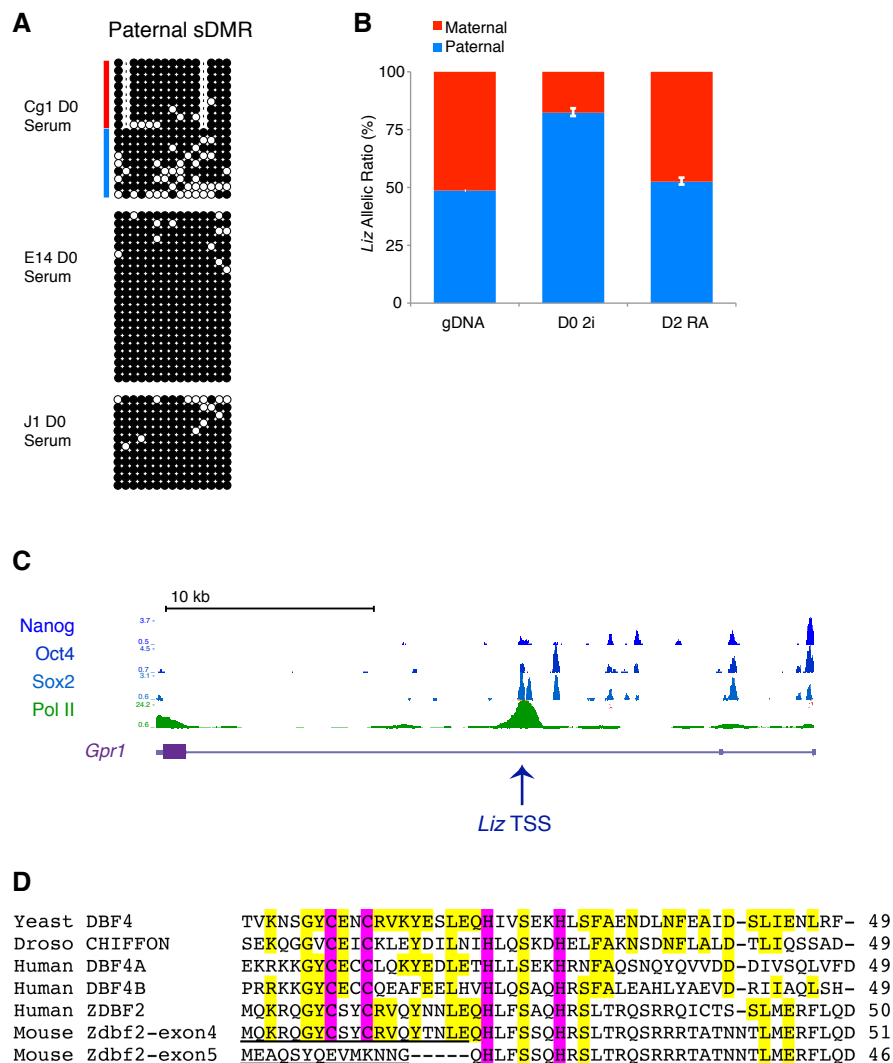 A
Paternal sDMR
Cg1 D0
Serum
E14 D0
Serum
J1 D0
Serum
B
Maternal
Paternal
Liz Allelic Ratio (%)
100
75
50
25
0
gDNA
D0 2i
D2 RA
C
10 kb
Nanog
3.7
0.5
Oct4
4.5
0.7
Sox2
3.1
0.6
Pol II
24.2
0.6
Gpr1
Liz TSS
D
Yeast DBF4 TVKNSGYCENCRVKYESLEQHIVSEKHLSFAENDLNFEAID-SLIENLRF- 49
Droso CHIFFON SEKQGGVCEICKLEYDILNIHLQSKDHELFAKNSDNFLALD-TLIQSSAD- 49
Human DBF4A EKRKKGYCECCLQKYEDLETHLLSEKHRNFAQSNQYQVVDD-DIVSQLVFD 49
Human DBF4B PRRKKGYCECCQEAFEELHVHLQSAQHRSFALEAHLYAEVD-RIIAQLSH- 49
Human ZDBF2 MQKRQGYCSYCRVQYNNLEQHLFSAQHRSLTRQSRRQICTS-SLMERFLQD 50
Mouse Zdbf2-exon4 MQKRQGYCSYCRVQYTNLEQHLFSSQHRSLTRQSRRRTATNNTLMERFLQD 51
Mouse Zdbf2-exon5 MEAQSYQEVMKNNG-----QHLFSSQHRSLTRQSRRRTATNNTLMERFLQD 46